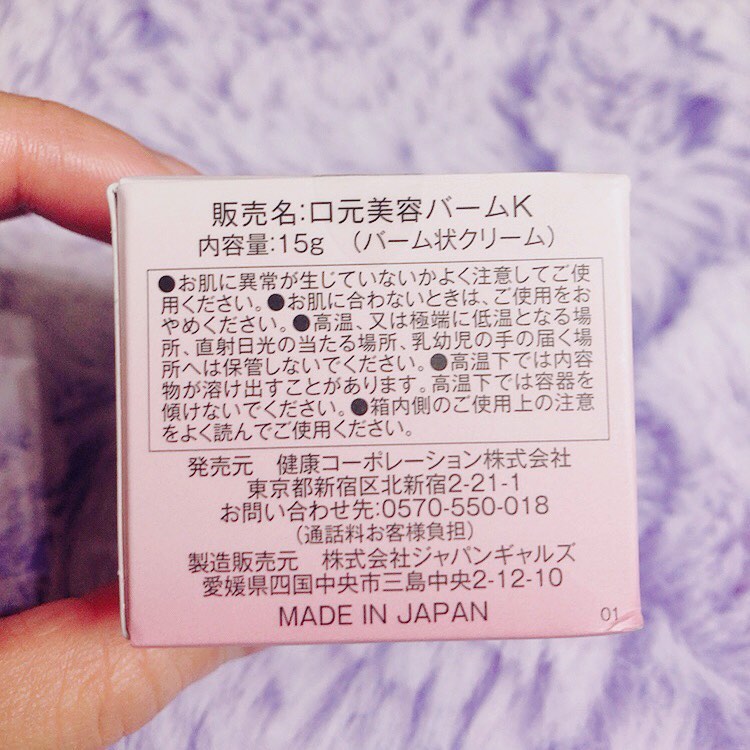 販売名:口元美容バームK
内容量:15g （バーム状クリーム）
●お肌に異常が生じていないかよく注意してご使
用ください。●お肌に合わないときは、ご使用をお
やめください。●高温、又は極端に低温となる場
所、直射日光の当たる場所、乳幼児の手の届く場
所へは保管しないでください。●高温下では内容
物が溶け出すことがあります。高温下では容器を
傾けないでください。●箱内側のご使用上の注意
をよく読んでご使用ください。
発売元 健康コーポレーション株式会社
東京都新宿区北新宿2-21-1
お問い合わせ先:0570-550-018
（通話料お客様負担）
製造販売元 株式会社ジャパンギャルズ
愛媛県四国中央市三島中央2-12-10
MADE IN JAPAN
01